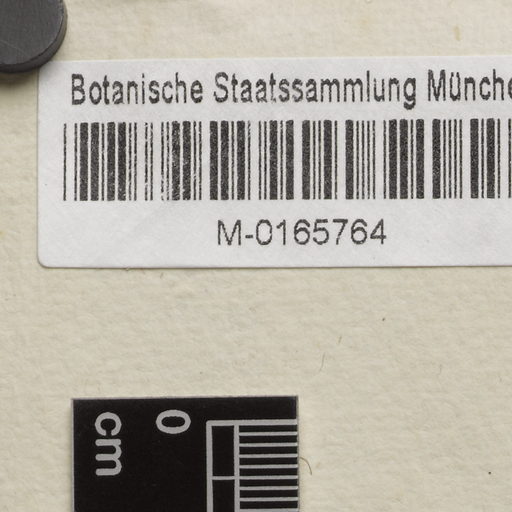 Botanische Staatssammlung Münche
M-0165764
0
cm